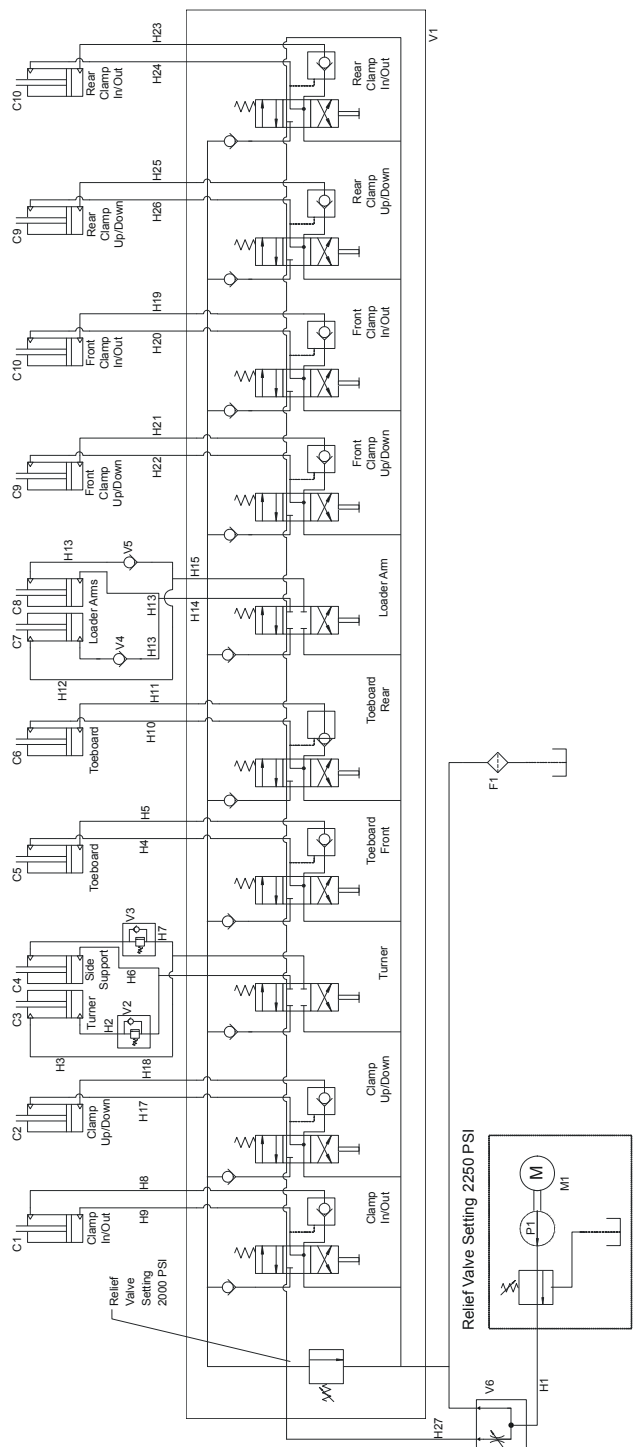 C10
Rear
Clamp
In/Out
H23
H24
C9
Rear
Clamp
Up/Down
H25
H26
C10
Front
Clamp
In/Out
H19
H20
C9
Front
Clamp
Up/Down
H21
H22
C8
C7
Loader Arms
H13
V5
H13
V4
H13
H12
H15
H14
C6
Toeboard
H11
H10
C5
Toeboard
H5
H4
C4
C3
Side
Support
Turner
V3
H7
H6
V2
H2
H3
H18
C2
Clamp
Up/Down
H17
C1
Clamp
In/Out
H8
H9
V1
Rear
Clamp
In/Out
Rear
Clamp
Up/Down
Front
Clamp
In/Out
Front
Clamp
Up/Down
Loader Arm
Toeboard
Rear
Toeboard
Front
Turner
Clamp
Up/Down
Clamp
In/Out
Relief
Valve
Setting
2000 PSI
F1
Relief Valve Setting 2250 PSI
M
M1
P1
V6
H1
H27